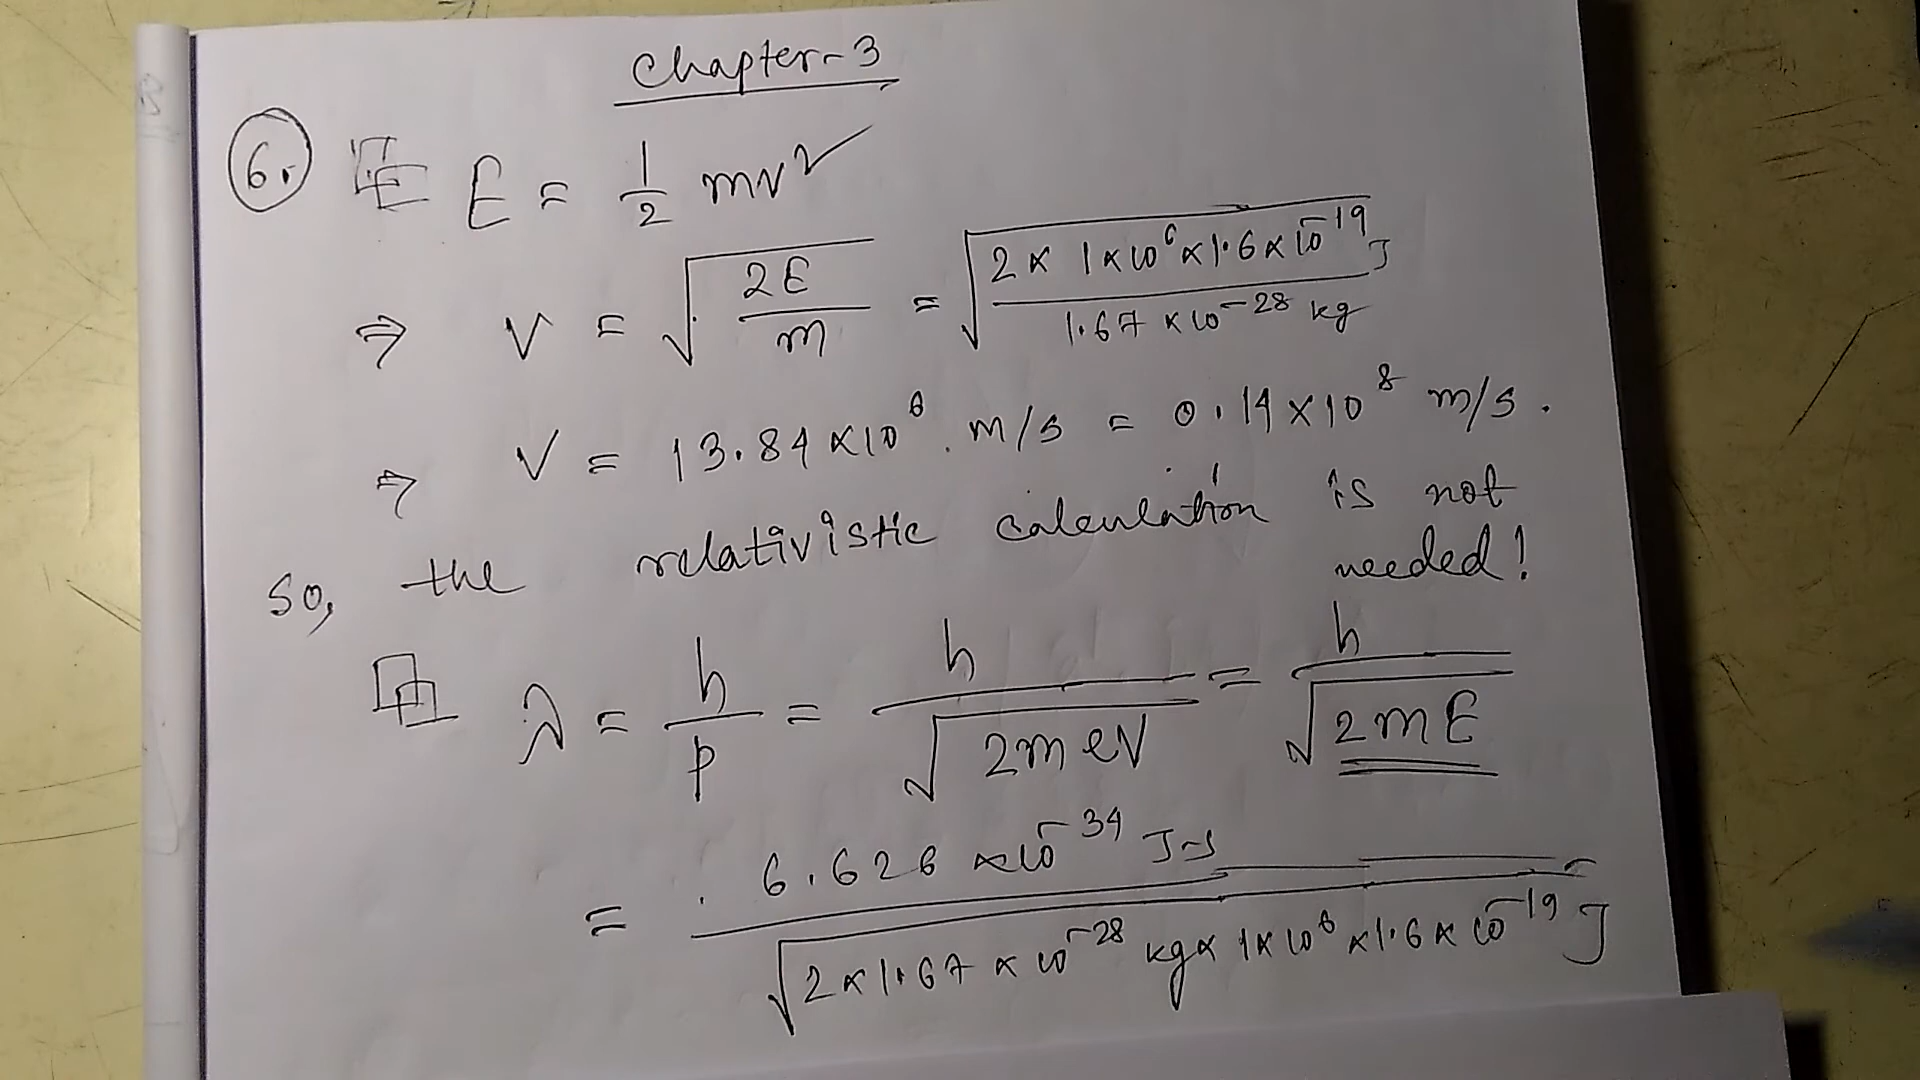 Chapter-3
6. E = 1/2 mv²
⇒ V = √(2E/m) = √(2 × 1×10⁶×1.6×10⁻¹⁹ J / 1.67 ×10⁻²⁸ kg)
⇒ V = 13.84 ×10⁶ m/s = 0.14×10⁸ m/s.
So, the relativistic calculation is not
needed!
λ = h/p = h/√(2meV) = h/√(2mE)
= 6.626 ×10⁻³⁴ J-s / √(2×1.67 × 10⁻²⁸ kg× 1×10⁶ ×1.6 × 10⁻¹⁹ J)